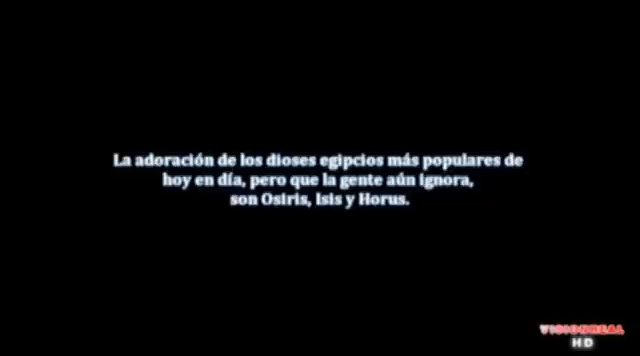 La adoración de los dioses egipcios más populares de
hoy en día, pero que la gente aún ignora,
son Osiris, Isis y Horus.
VISIONREAL
HD